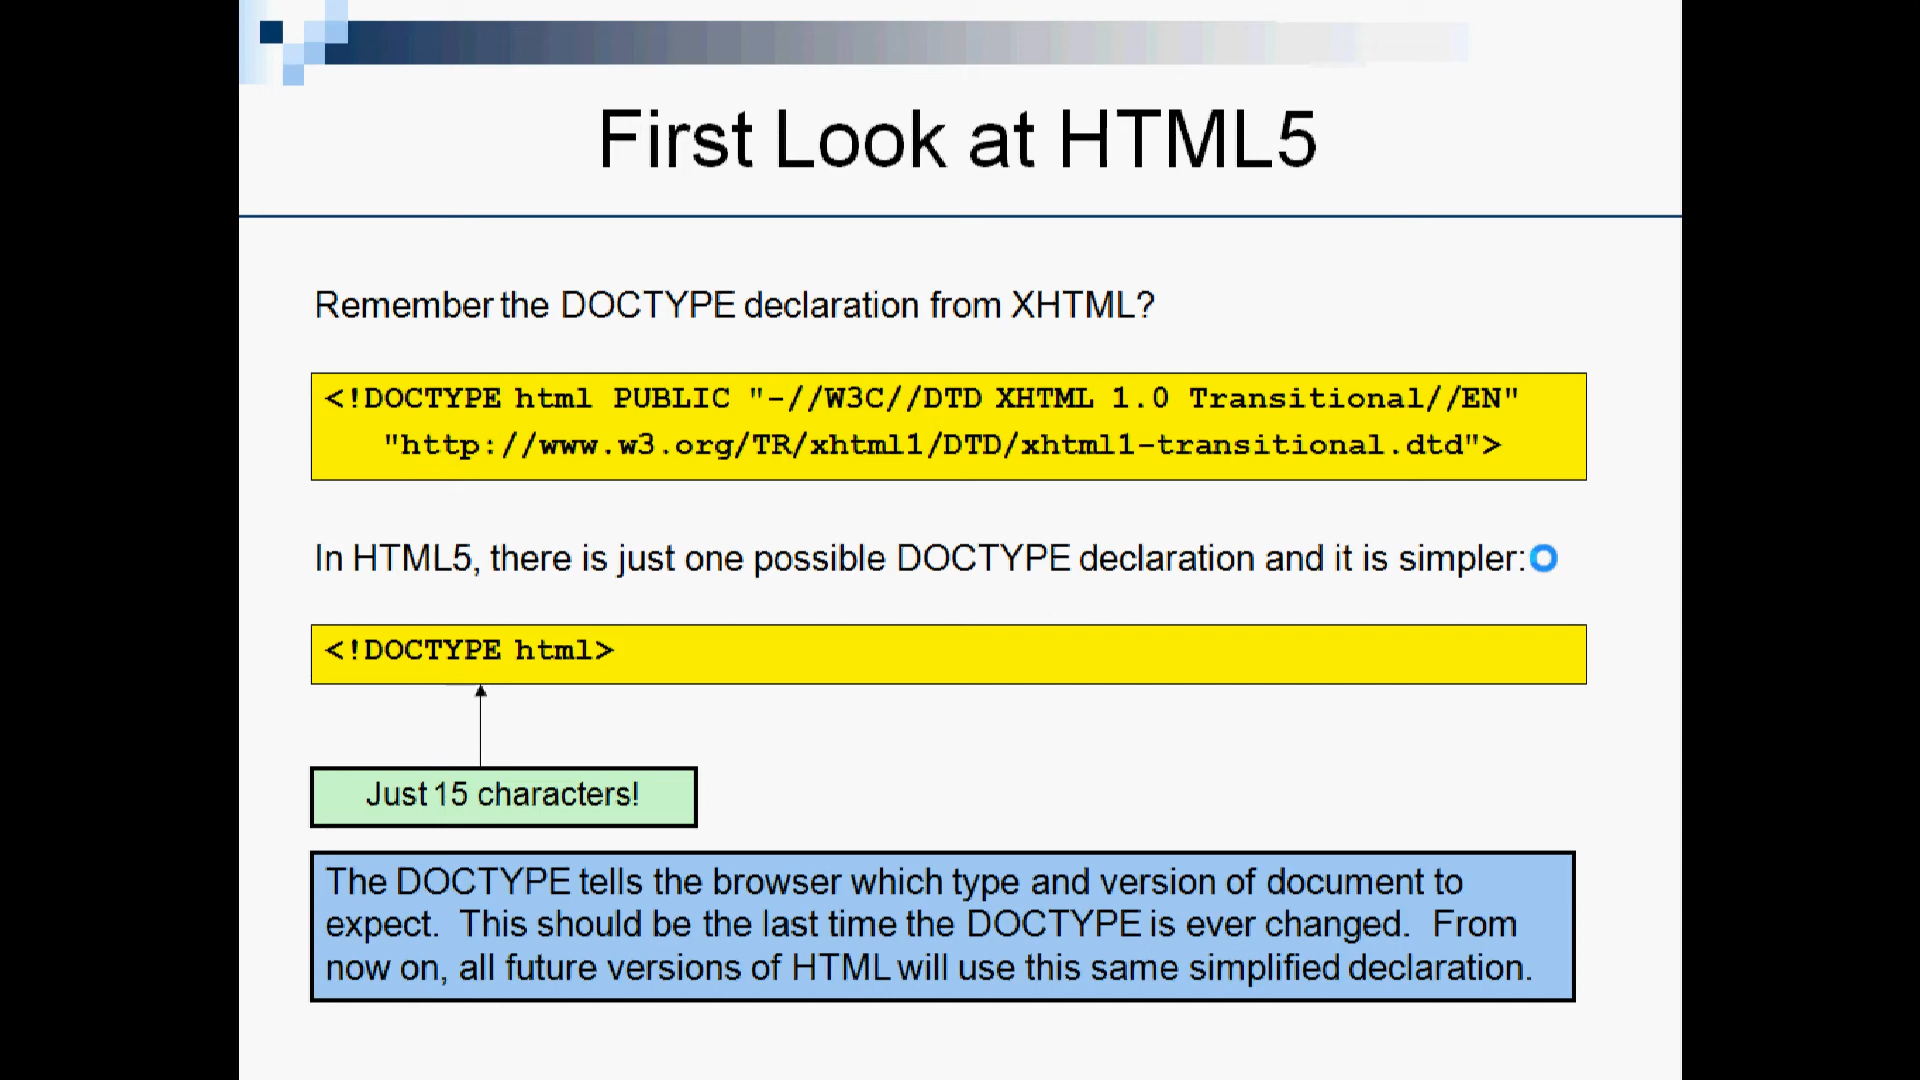 First Look at HTML5
Remember the DOCTYPE declaration from XHTML?
<!DOCTYPE html PUBLIC "-//W3C//DTD XHTML 1.0 Transitional//EN"
"http://www.w3.org/TR/xhtml1/DTD/xhtml1-transitional.dtd">
In HTML5, there is just one possible DOCTYPE declaration and it is simpler:
<!DOCTYPE html>
Just 15 characters!
The DOCTYPE tells the browser which type and version of document to
expect. This should be the last time the DOCTYPE is ever changed. From
now on, all future versions of HTML will use this same simplified declaration.